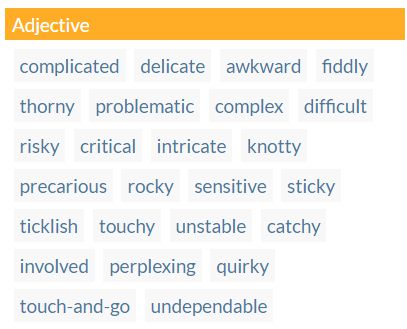 Adjective
complicated delicate awkward fiddly
thorny problematic complex difficult
risky critical intricate knotty
precarious rocky sensitive sticky
ticklish touchy unstable catchy
involved perplexing quirky
touch-and-go undependable